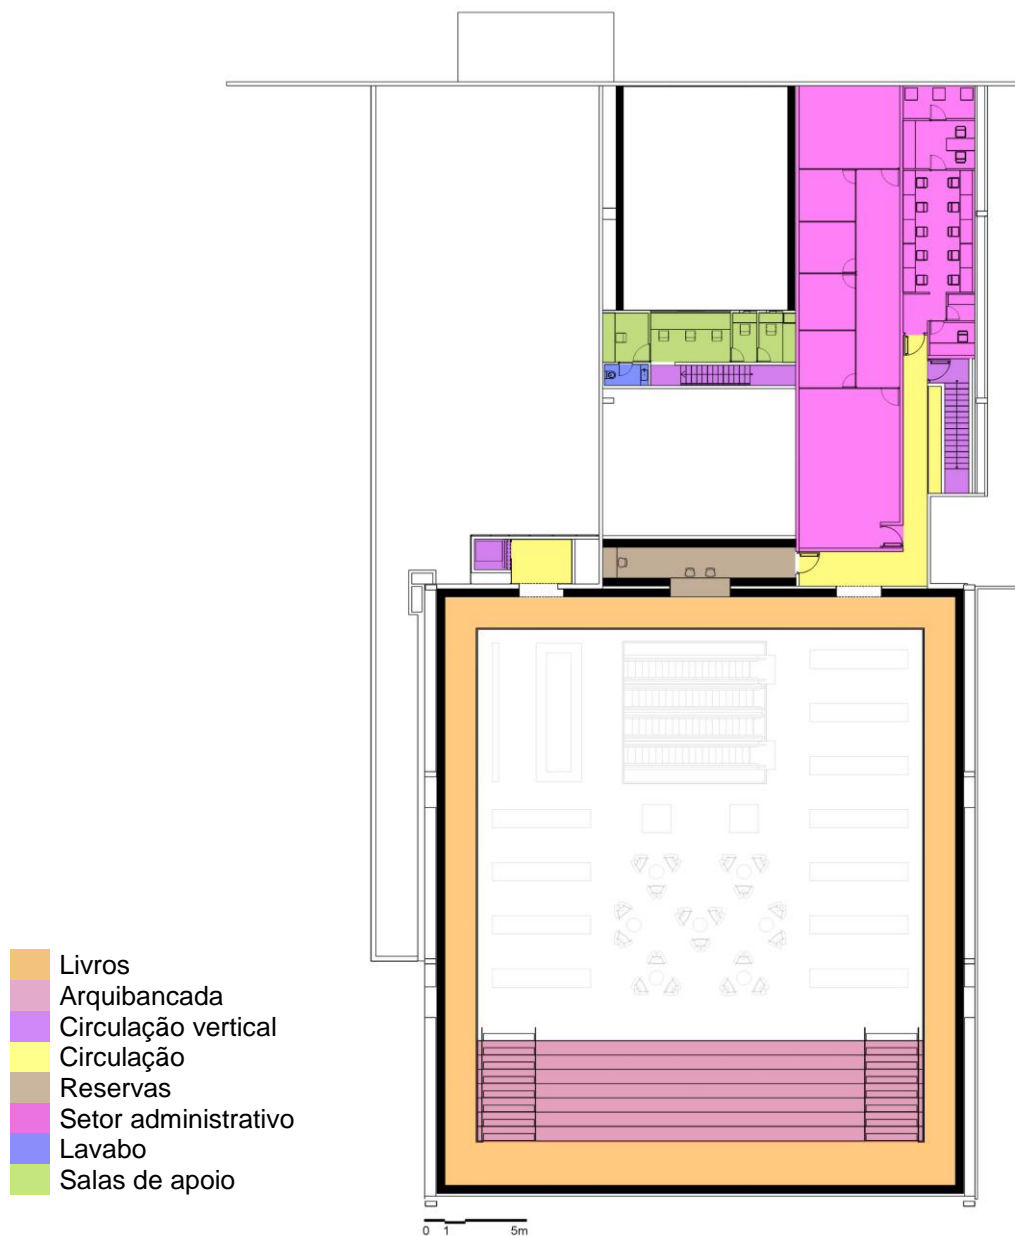 Livros
Arquibancada
Circulação vertical
Circulação
Reservas
Setor administrativo
Lavabo
Salas de apoio
0 1 5m